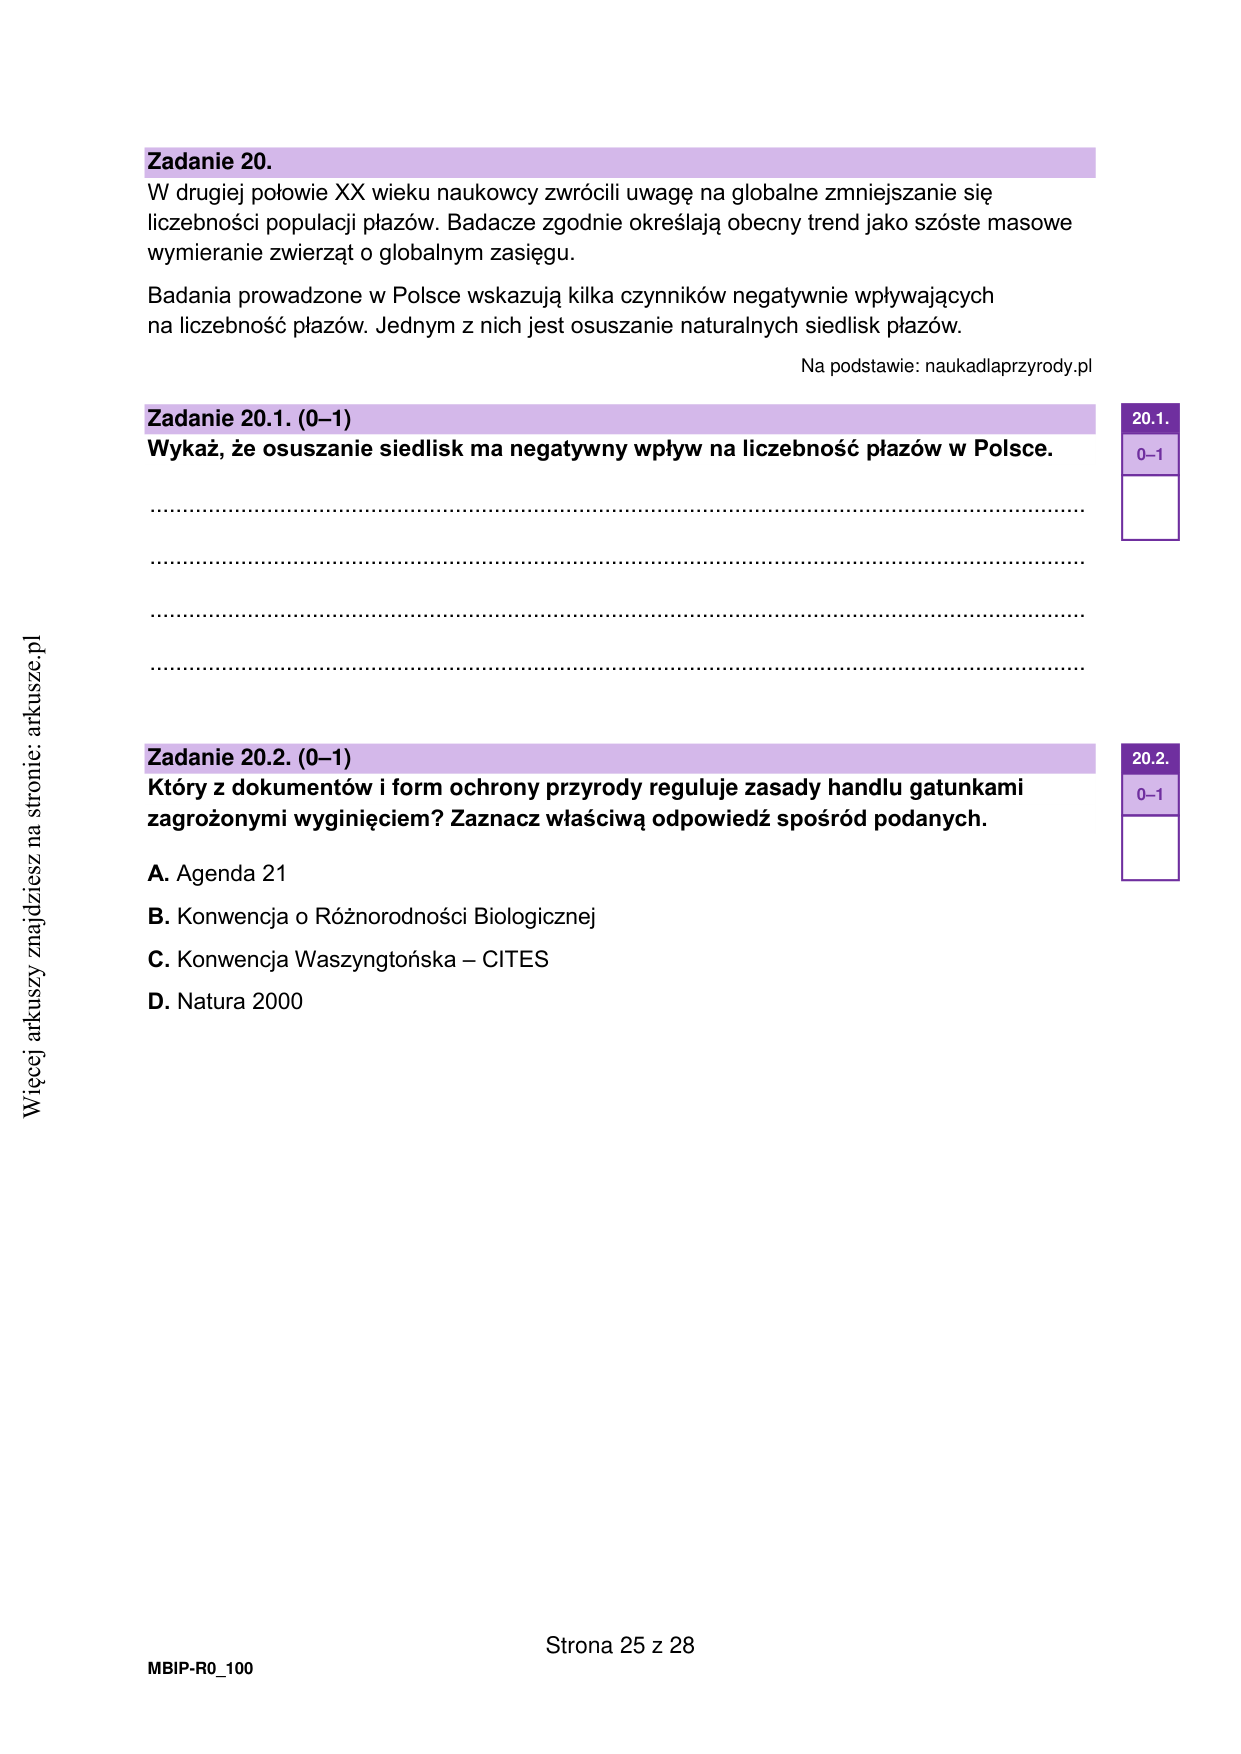 Zadanie 20.
W drugiej połowie XX wieku naukowcy zwrócili uwagę na globalne zmniejszanie się
liczebności populacji płazów. Badacze zgodnie określają obecny trend jako szóste masowe
wymieranie zwierząt o globalnym zasięgu.
Badania prowadzone w Polsce wskazują kilka czynników negatywnie wpływających
na liczebność płazów. Jednym z nich jest osuszanie naturalnych siedlisk płazów.
Na podstawie: naukadlaprzyrody.pl
Zadanie 20.1. (0–1)
20.1.
0–1
Wykaż, że osuszanie siedlisk ma negatywny wpływ na liczebność płazów w Polsce.
Zadanie 20.2. (0–1)
20.2.
0–1
Który z dokumentów i form ochrony przyrody reguluje zasady handlu gatunkami
zagrożonymi wyginięciem? Zaznacz właściwą odpowiedź spośród podanych.
A. Agenda 21
B. Konwencja o Różnorodności Biologicznej
C. Konwencja Waszyngtońska – CITES
D. Natura 2000
Więcej arkuszy znajdziesz na stronie: arkusze.pl
Strona 25 z 28
MBIP-R0_100